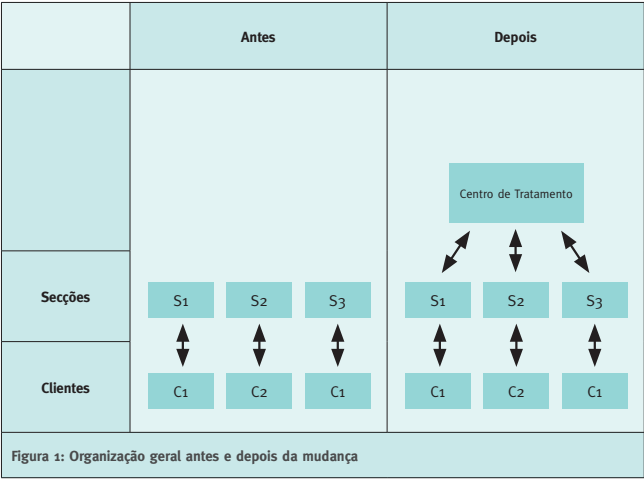 Antes Depois
Centro de Tratamento
Secções S1 S2 S3 S1 S2 S3
Clientes C1 C2 C1 C1 C2 C1
Figura 1: Organização geral antes e depois da mudança